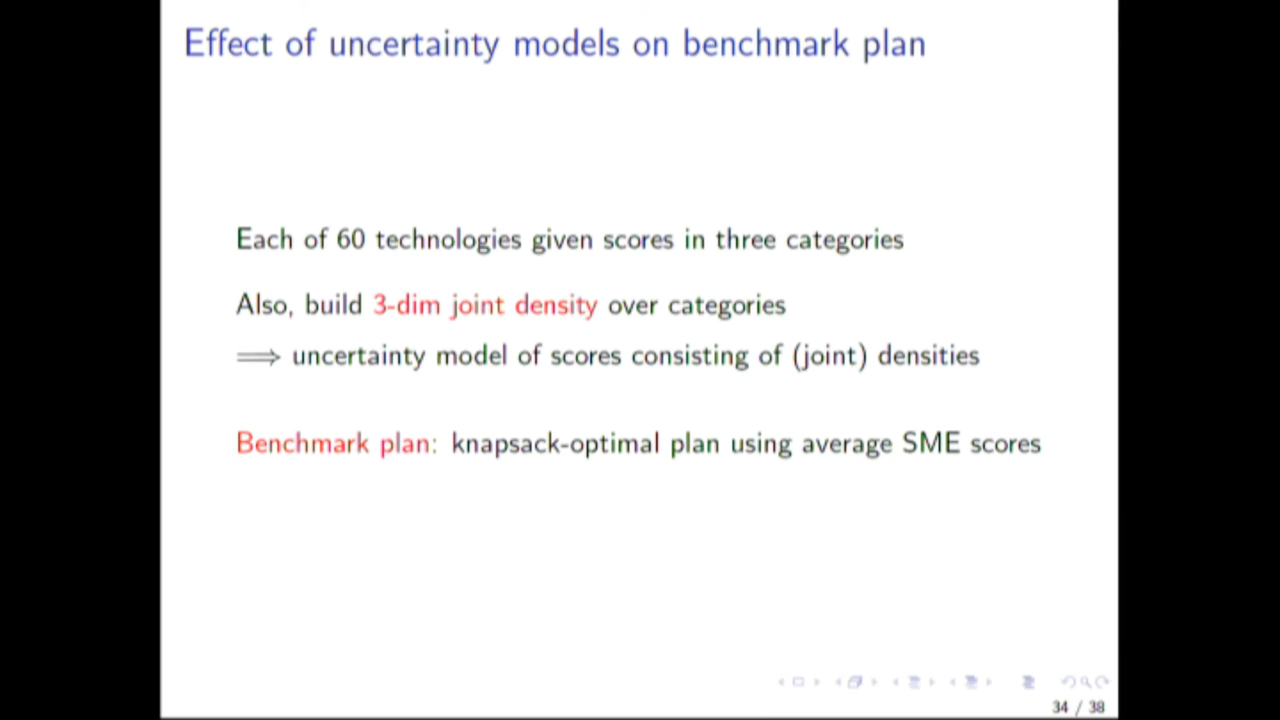 Effect of uncertainty models on benchmark plan
Each of 60 technologies given scores in three categories
Also, build 3-dim joint density over categories
⟹ uncertainty model of scores consisting of (joint) densities
Benchmark plan: knapsack-optimal plan using average SME scores
34 / 38